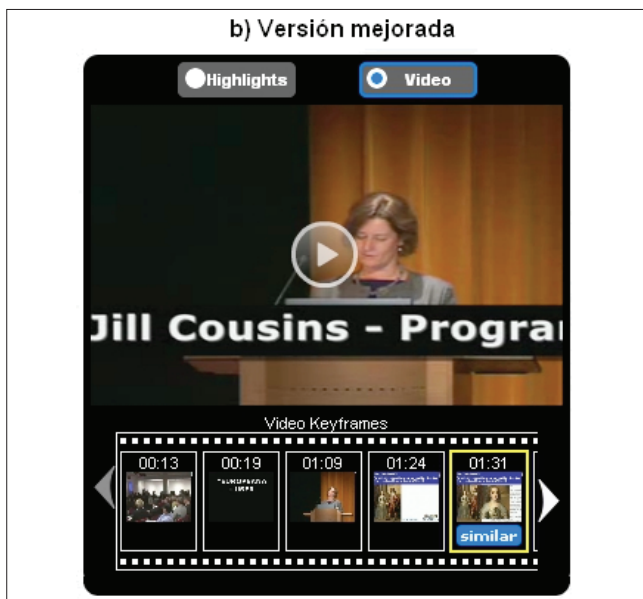 b) Versión mejorada
Highlights
Video
Jill Cousins - Progra
Video Keyframes
00:13
00:19
01:09
01:24
01:31
similar